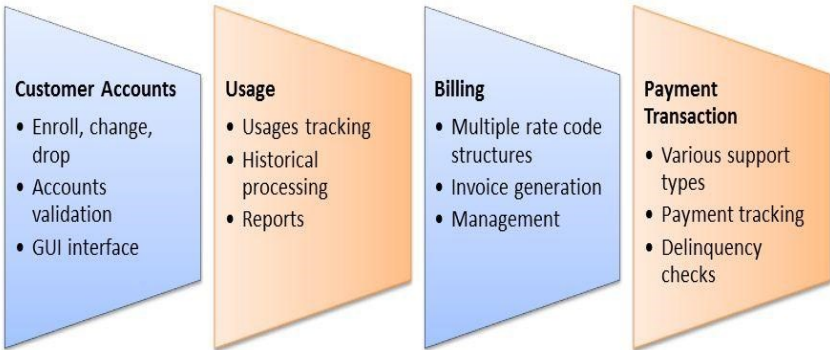 Customer Accounts
• Enroll, change,
drop
• Accounts
validation
• GUI interface
Usage
• Usages tracking
• Historical
processing
• Reports
Billing
• Multiple rate code
structures
• Invoice generation
• Management
Payment
Transaction
• Various support
types
• Payment tracking
• Delinquency
checks